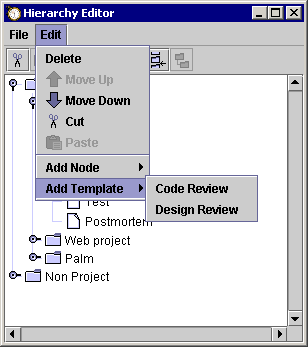 Hierarchy Editor
File Edit
Delete
Move Up
Move Down
Cut
Paste
Add Node
Add Template
Code Review
Design Review
Test
Postmortem
Web project
Palm
Non Project